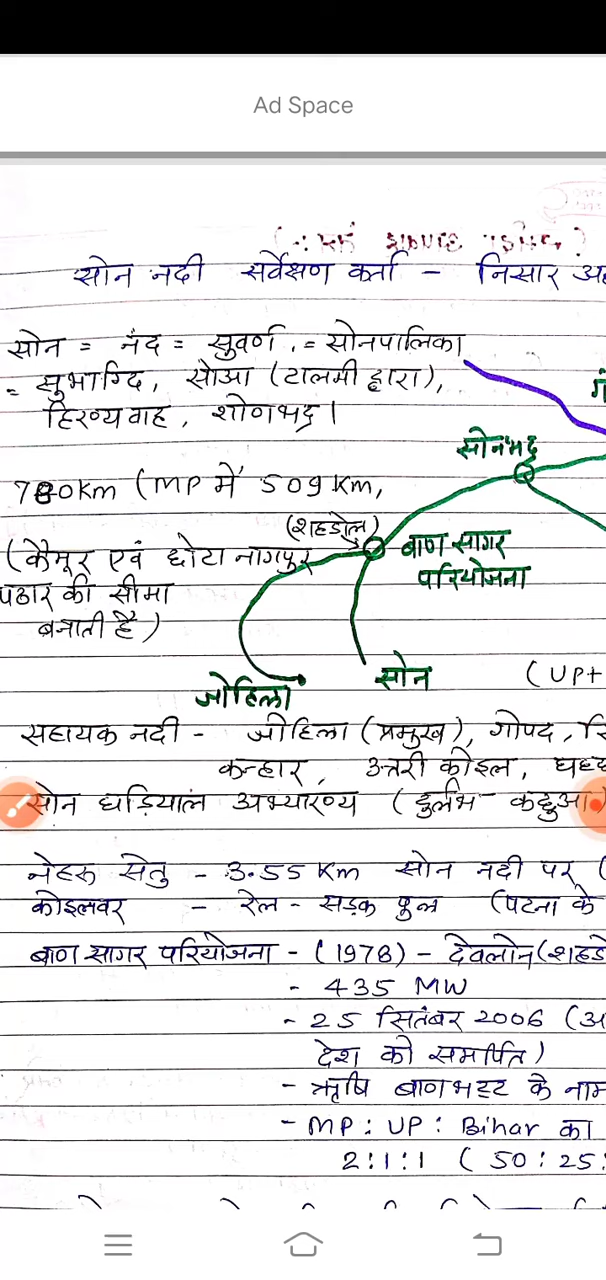 Ad Space
सोन नदी सर्वेक्षण कर्ता - निसार अह
सोन = नंद = सुवर्ण, = सोनपालिका
= सुभाग्दि, सोआ (टालमी द्वारा),
हिरण्यवाह, शोणभद्र।
गं
सोनभद्र
780Km (MP में 509Km,
(शहडोल)
(कैमूर एवं छोटा नागपुर
बाण सागर
परियोजना
पठार की सीमा
बनाती है)
जोहिला
सोन
(UP+
सहायक नदी - जोहिला (प्रमुख), गोपद, रि
कन्हार, उत्तरी कोइल, घघ्घ
सोन घड़ियाल अभ्यारण्य (दुर्लभ कछुआ)
नेहरू सेतु - 3.55 Km सोन नदी पर (
कोइलवर - रेल - सड़क पुल (पटना के
बाण सागर परियोजना - (1978) - देवलोन (शहडो
- 435 MW
- 25 सितंबर 2006 (अ
देश को समर्पित)
- ऋषि बाणभट्ट के नाम
- MP : UP : Bihar का
2:1:1 (50 : 25 :